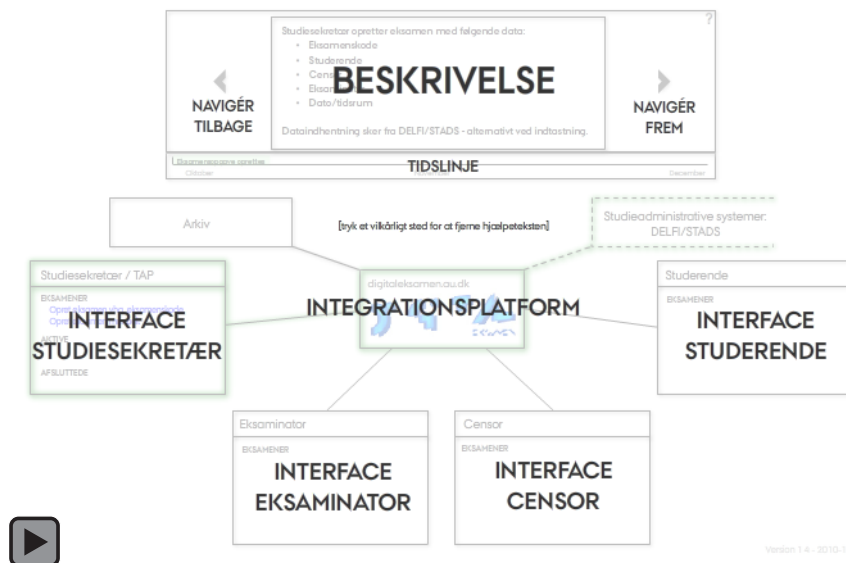 ?
Studiesekretær opretter eksamen med følgende data:
• Eksamenskode
• Studerende
•
•
• Dato/tidsrum
BESKRIVELSE
Dataindhentning sker fra DELFI/STADS - alternativt ved indtastning.
NAVIGÉR
TILBAGE
NAVIGÉR
FREM
Eksamensopgave oprettes
TIDSLINJE
Oktober
December
Arkiv
[tryk et vilkårligt sted for at fjerne hjælpeteksten]
Studieadministrative systemer:
DELFI/STADS
Studiesekretær / TAP
EKSAMENER
INTERFACE
STUDIESEKRETÆR
AKTIVE
AFSLUTTEDE
digitaleksamen.au.dk
INTEGRATIONSPLATFORM
Studerende
EKSAMENER
INTERFACE
STUDERENDE
Eksaminator
EKSAMENER
INTERFACE
EKSAMINATOR
Censor
EKSAMENER
INTERFACE
CENSOR